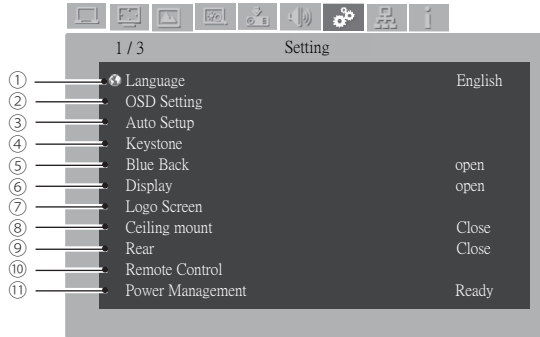 1 / 3 Setting
① Language English
② OSD Setting
③ Auto Setup
④ Keystone
⑤ Blue Back open
⑥ Display open
⑦ Logo Screen
⑧ Ceiling mount Close
⑨ Rear Close
⑩ Remote Control
⑪ Power Management Ready